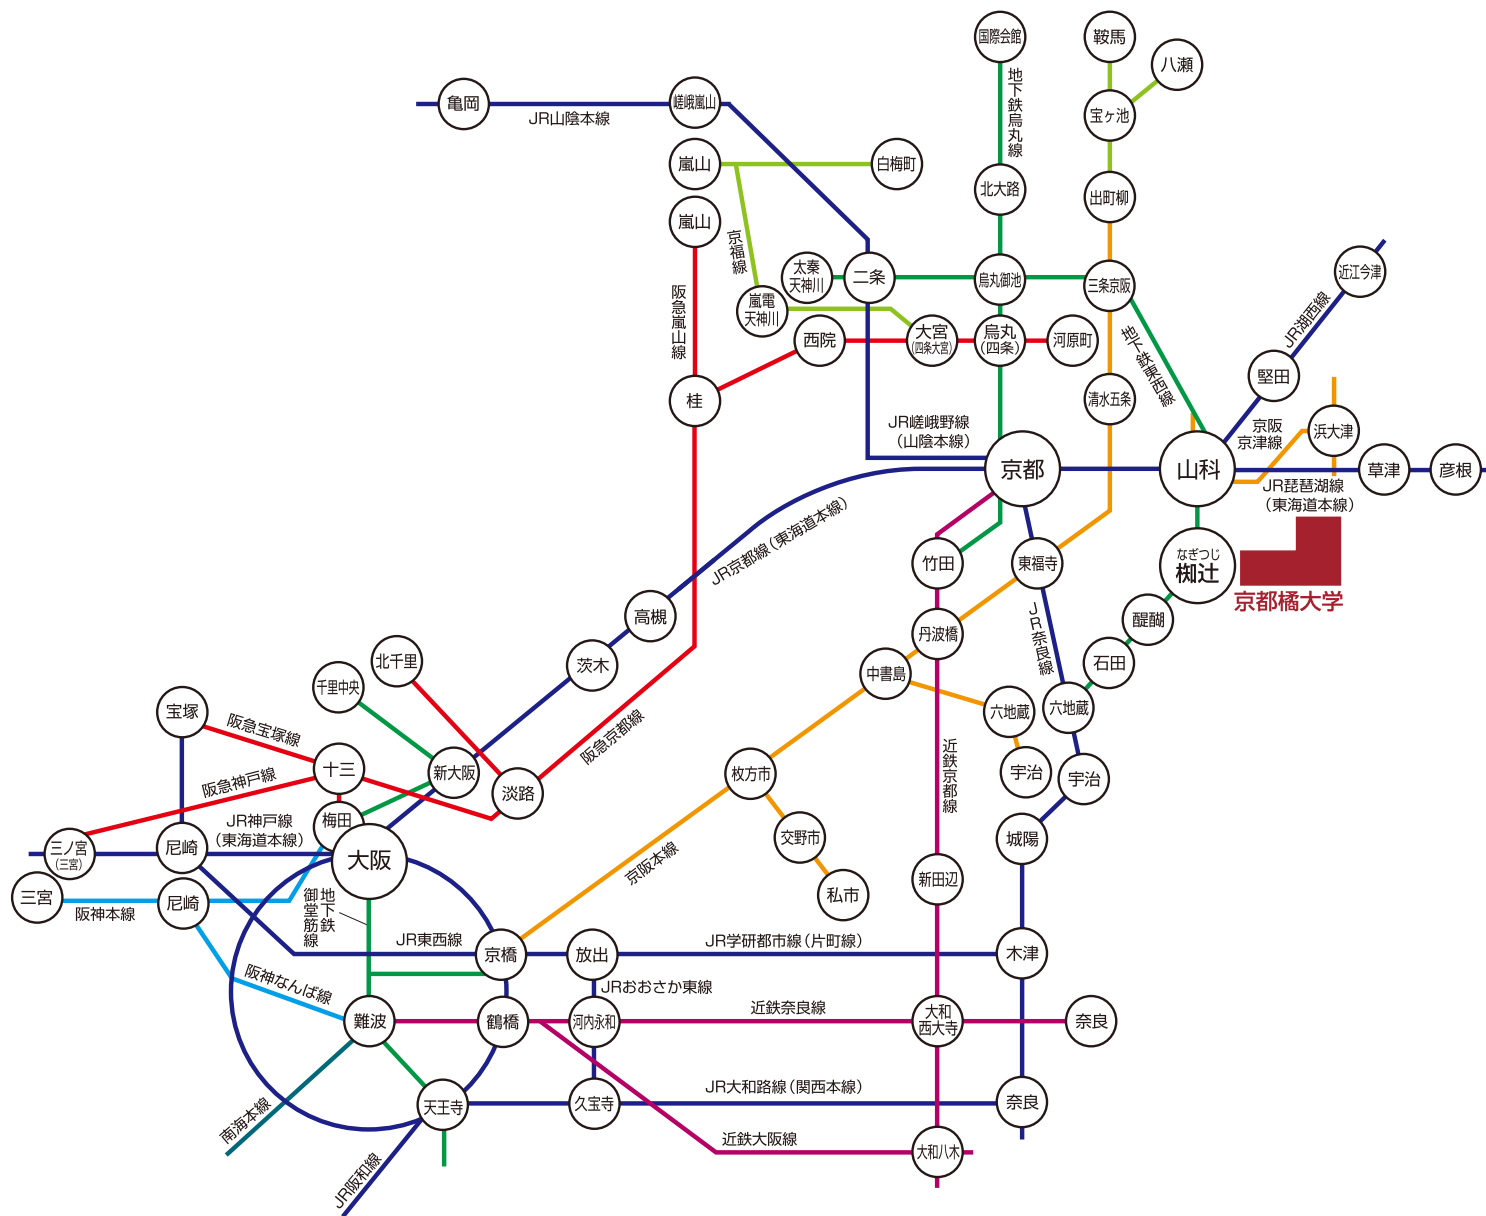 国際会館
鞍馬
八瀬
亀岡
嵯峨嵐山
JR山陰本線
地下鉄烏丸線
宝ヶ池
嵐山
白梅町
北大路
出町柳
嵐山
京福線
太秦
天神川
二条
烏丸御池
三条京阪
近江今津
阪急嵐山線
嵐電
天神川
西院
大宮
(四条大宮)
烏丸
(四条)
河原町
地下鉄東西線
JR湖西線
堅田
桂
清水五条
JR嵯峨野線
(山陰本線)
京阪
京津線
浜大津
京都
山科
草津
彦根
JR琵琶湖線
(東海道本線)
JR京都線(東海道本線)
竹田
東福寺
なぎつじ
椥辻
京都橘大学
高槻
丹波橋
JR奈良線
醍醐
北千里
茨木
石田
千里中央
中書島
六地蔵
六地蔵
宝塚
阪急宝塚線
阪急京都線
近鉄京都線
十三
新大阪
淡路
枚方市
宇治
宇治
阪急神戸線
梅田
JR神戸線
(東海道本線)
三ノ宮
(三宮)
尼崎
大阪
京阪本線
交野市
城陽
三宮
阪神本線
尼崎
地下鉄
御堂筋線
私市
新田辺
JR東西線
京橋
放出
JR学研都市線(片町線)
木津
阪神なんば線
JRおおさか東線
難波
鶴橋
河内永和
近鉄奈良線
大和
西大寺
奈良
南海本線
天王寺
久宝寺
JR大和路線(関西本線)
奈良
近鉄大阪線
大和八木
JR阪和線